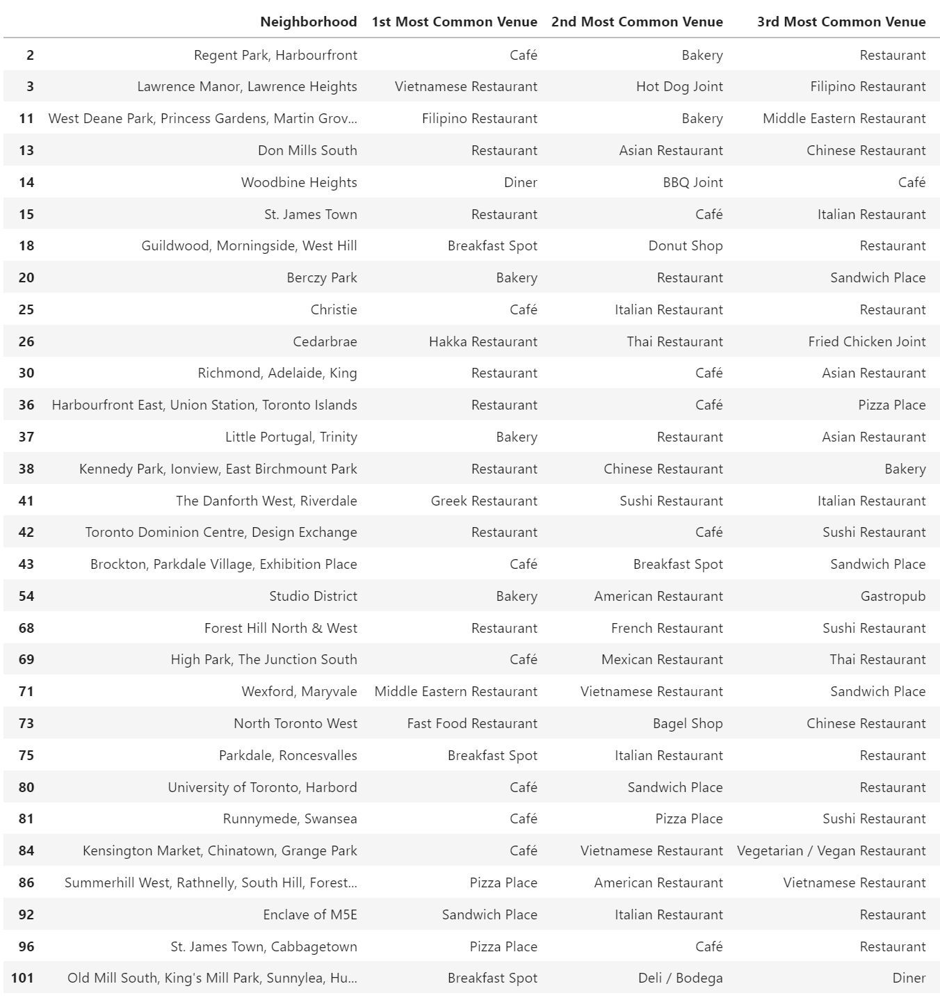 Neighborhood 1st Most Common Venue 2nd Most Common Venue 3rd Most Common Venue
2 Regent Park, Harbourfront Café Bakery Restaurant
3 Lawrence Manor, Lawrence Heights Vietnamese Restaurant Hot Dog Joint Filipino Restaurant
11 West Deane Park, Princess Gardens, Martin Grov... Filipino Restaurant Bakery Middle Eastern Restaurant
13 Don Mills South Restaurant Asian Restaurant Chinese Restaurant
14 Woodbine Heights Diner BBQ Joint Café
15 St. James Town Restaurant Café Italian Restaurant
18 Guildwood, Morningside, West Hill Breakfast Spot Donut Shop Restaurant
20 Berczy Park Bakery Restaurant Sandwich Place
25 Christie Café Italian Restaurant Restaurant
26 Cedarbrae Hakka Restaurant Thai Restaurant Fried Chicken Joint
30 Richmond, Adelaide, King Restaurant Café Asian Restaurant
36 Harbourfront East, Union Station, Toronto Islands Restaurant Café Pizza Place
37 Little Portugal, Trinity Bakery Restaurant Asian Restaurant
38 Kennedy Park, Ionview, East Birchmount Park Restaurant Chinese Restaurant Bakery
41 The Danforth West, Riverdale Greek Restaurant Sushi Restaurant Italian Restaurant
42 Toronto Dominion Centre, Design Exchange Restaurant Café Sushi Restaurant
43 Brockton, Parkdale Village, Exhibition Place Café Breakfast Spot Sandwich Place
54 Studio District Bakery American Restaurant Gastropub
68 Forest Hill North & West Restaurant French Restaurant Sushi Restaurant
69 High Park, The Junction South Café Mexican Restaurant Thai Restaurant
71 Wexford, Maryvale Middle Eastern Restaurant Vietnamese Restaurant Sandwich Place
73 North Toronto West Fast Food Restaurant Bagel Shop Chinese Restaurant
75 Parkdale, Roncesvalles Breakfast Spot Italian Restaurant Restaurant
80 University of Toronto, Harbord Café Sandwich Place Restaurant
81 Runnymede, Swansea Café Pizza Place Sushi Restaurant
84 Kensington Market, Chinatown, Grange Park Café Vietnamese Restaurant Vegetarian / Vegan Restaurant
86 Summerhill West, Rathnelly, South Hill, Forest... Pizza Place American Restaurant Vietnamese Restaurant
92 Enclave of M5E Sandwich Place Italian Restaurant Restaurant
96 St. James Town, Cabbagetown Pizza Place Café Restaurant
101 Old Mill South, King's Mill Park, Sunnylea, Hu... Breakfast Spot Deli / Bodega Diner